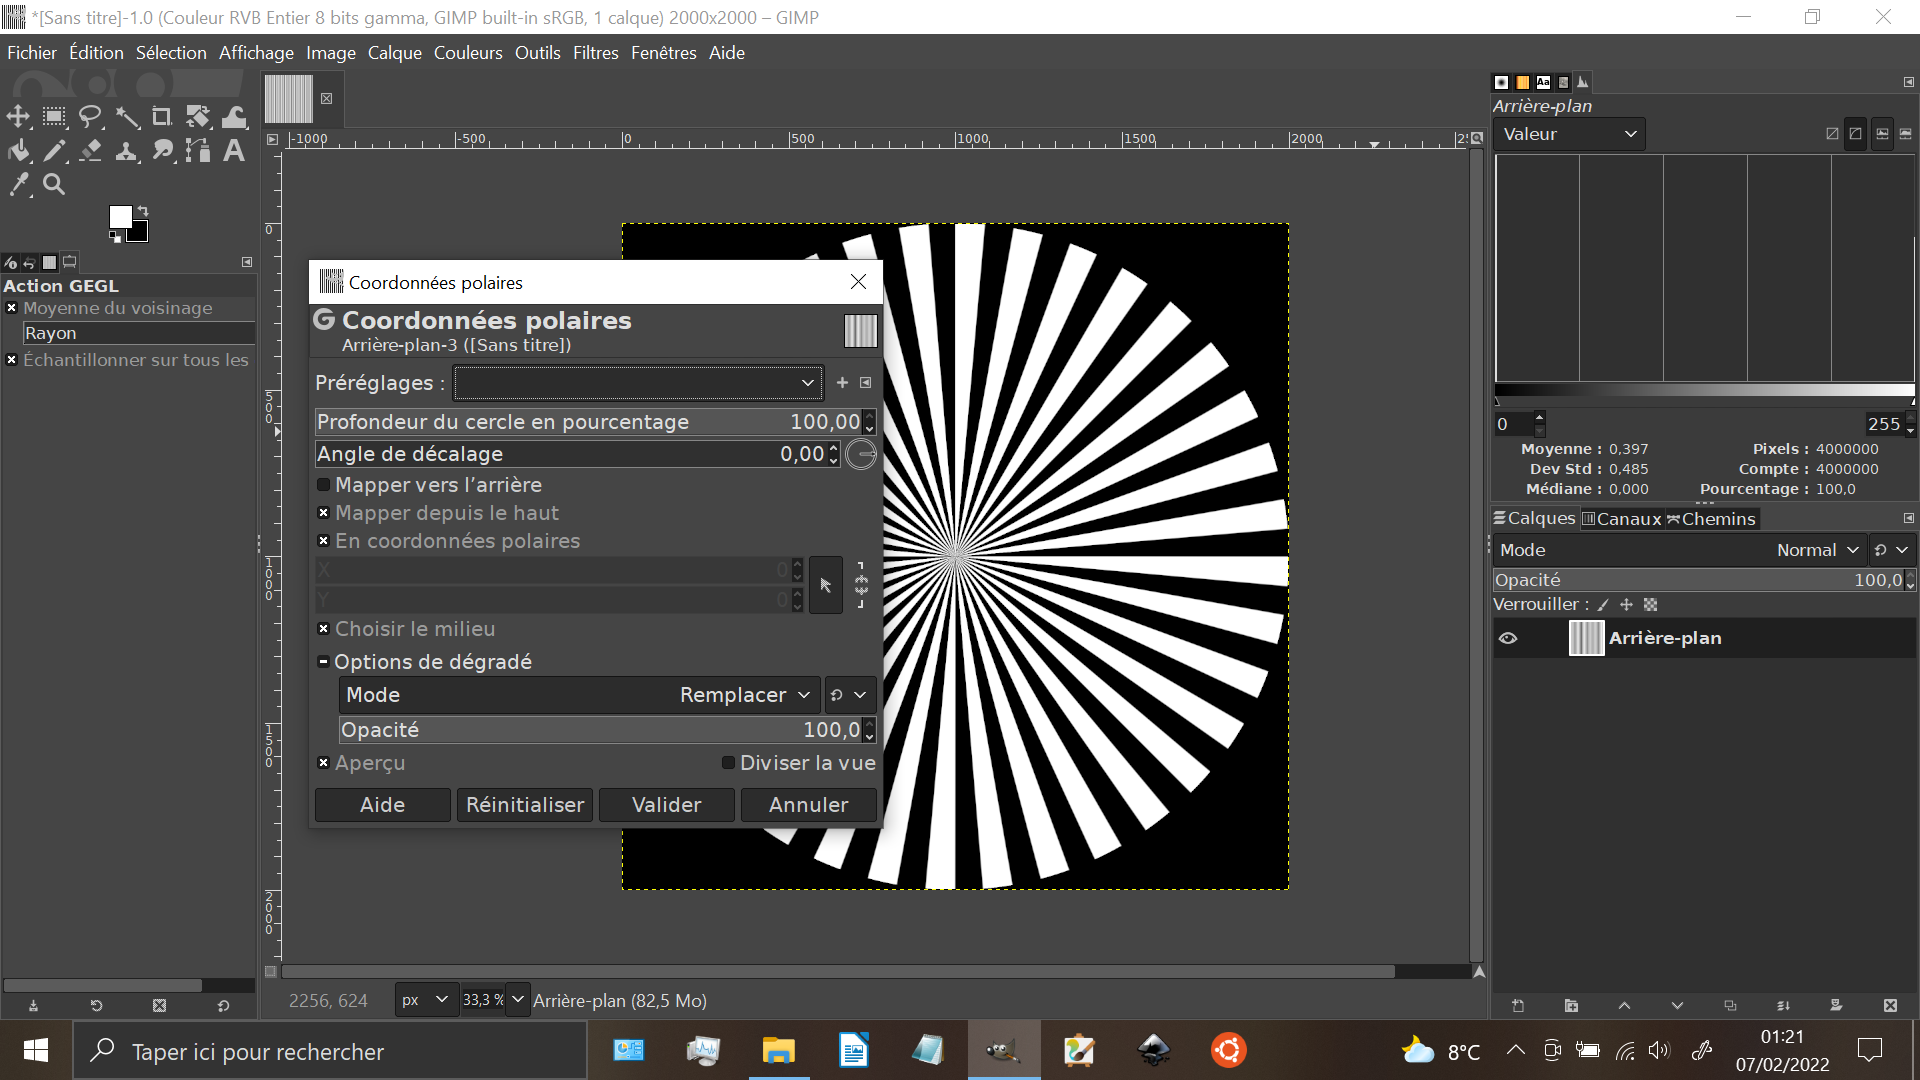 *[Sans titre]-1.0 (Couleur RVB Entier 8 bits gamma, GIMP built-in sRGB, 1 calque) 2000x2000 – GIMP
Fichier Édition Sélection Affichage Image Calque Couleurs Outils Filtres Fenêtres Aide
-1000 -500 0 500 1000 1500 2000
0
500
1000
1500
2000
Action GEGL
Moyenne du voisinage
Rayon
Échantillonner sur tous les
Coordonnées polaires
Coordonnées polaires
Arrière-plan-3 ([Sans titre])
Préréglages :
Profondeur du cercle en pourcentage 100,00
Angle de décalage 0,00
Mapper vers l’arrière
Mapper depuis le haut
En coordonnées polaires
X 0
Y 0
Choisir le milieu
Options de dégradé
Mode Remplacer
Opacité 100,0
Aperçu Diviser la vue
Aide Réinitialiser Valider Annuler
2256, 624 px 33,3 % Arrière-plan (82,5 Mo)
Aa
Arrière-plan
Valeur
0 255
Moyenne : 0,397 Pixels : 4000000
Dev Std : 0,485 Compte : 4000000
Médiane : 0,000 Pourcentage : 100,0
Calques Canaux Chemins
Mode Normal
Opacité 100,0
Verrouiller :
Arrière-plan
Taper ici pour rechercher
8°C
01:21
07/02/2022